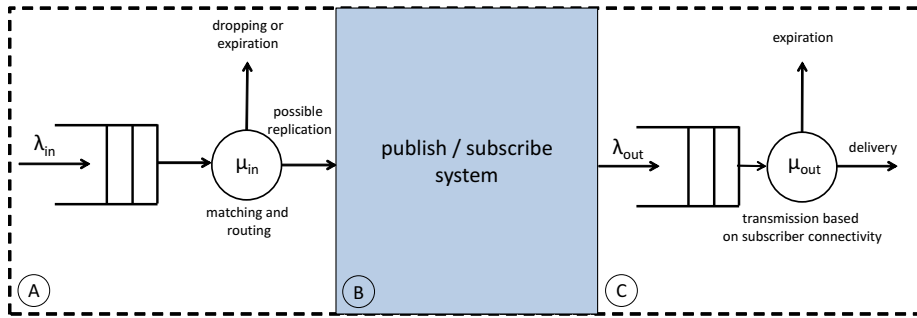 dropping or
expiration
λin
μin
possible
replication
matching and
routing
A
publish / subscribe
system
B
λout
expiration
μout
delivery
transmission based
on subscriber connectivity
C